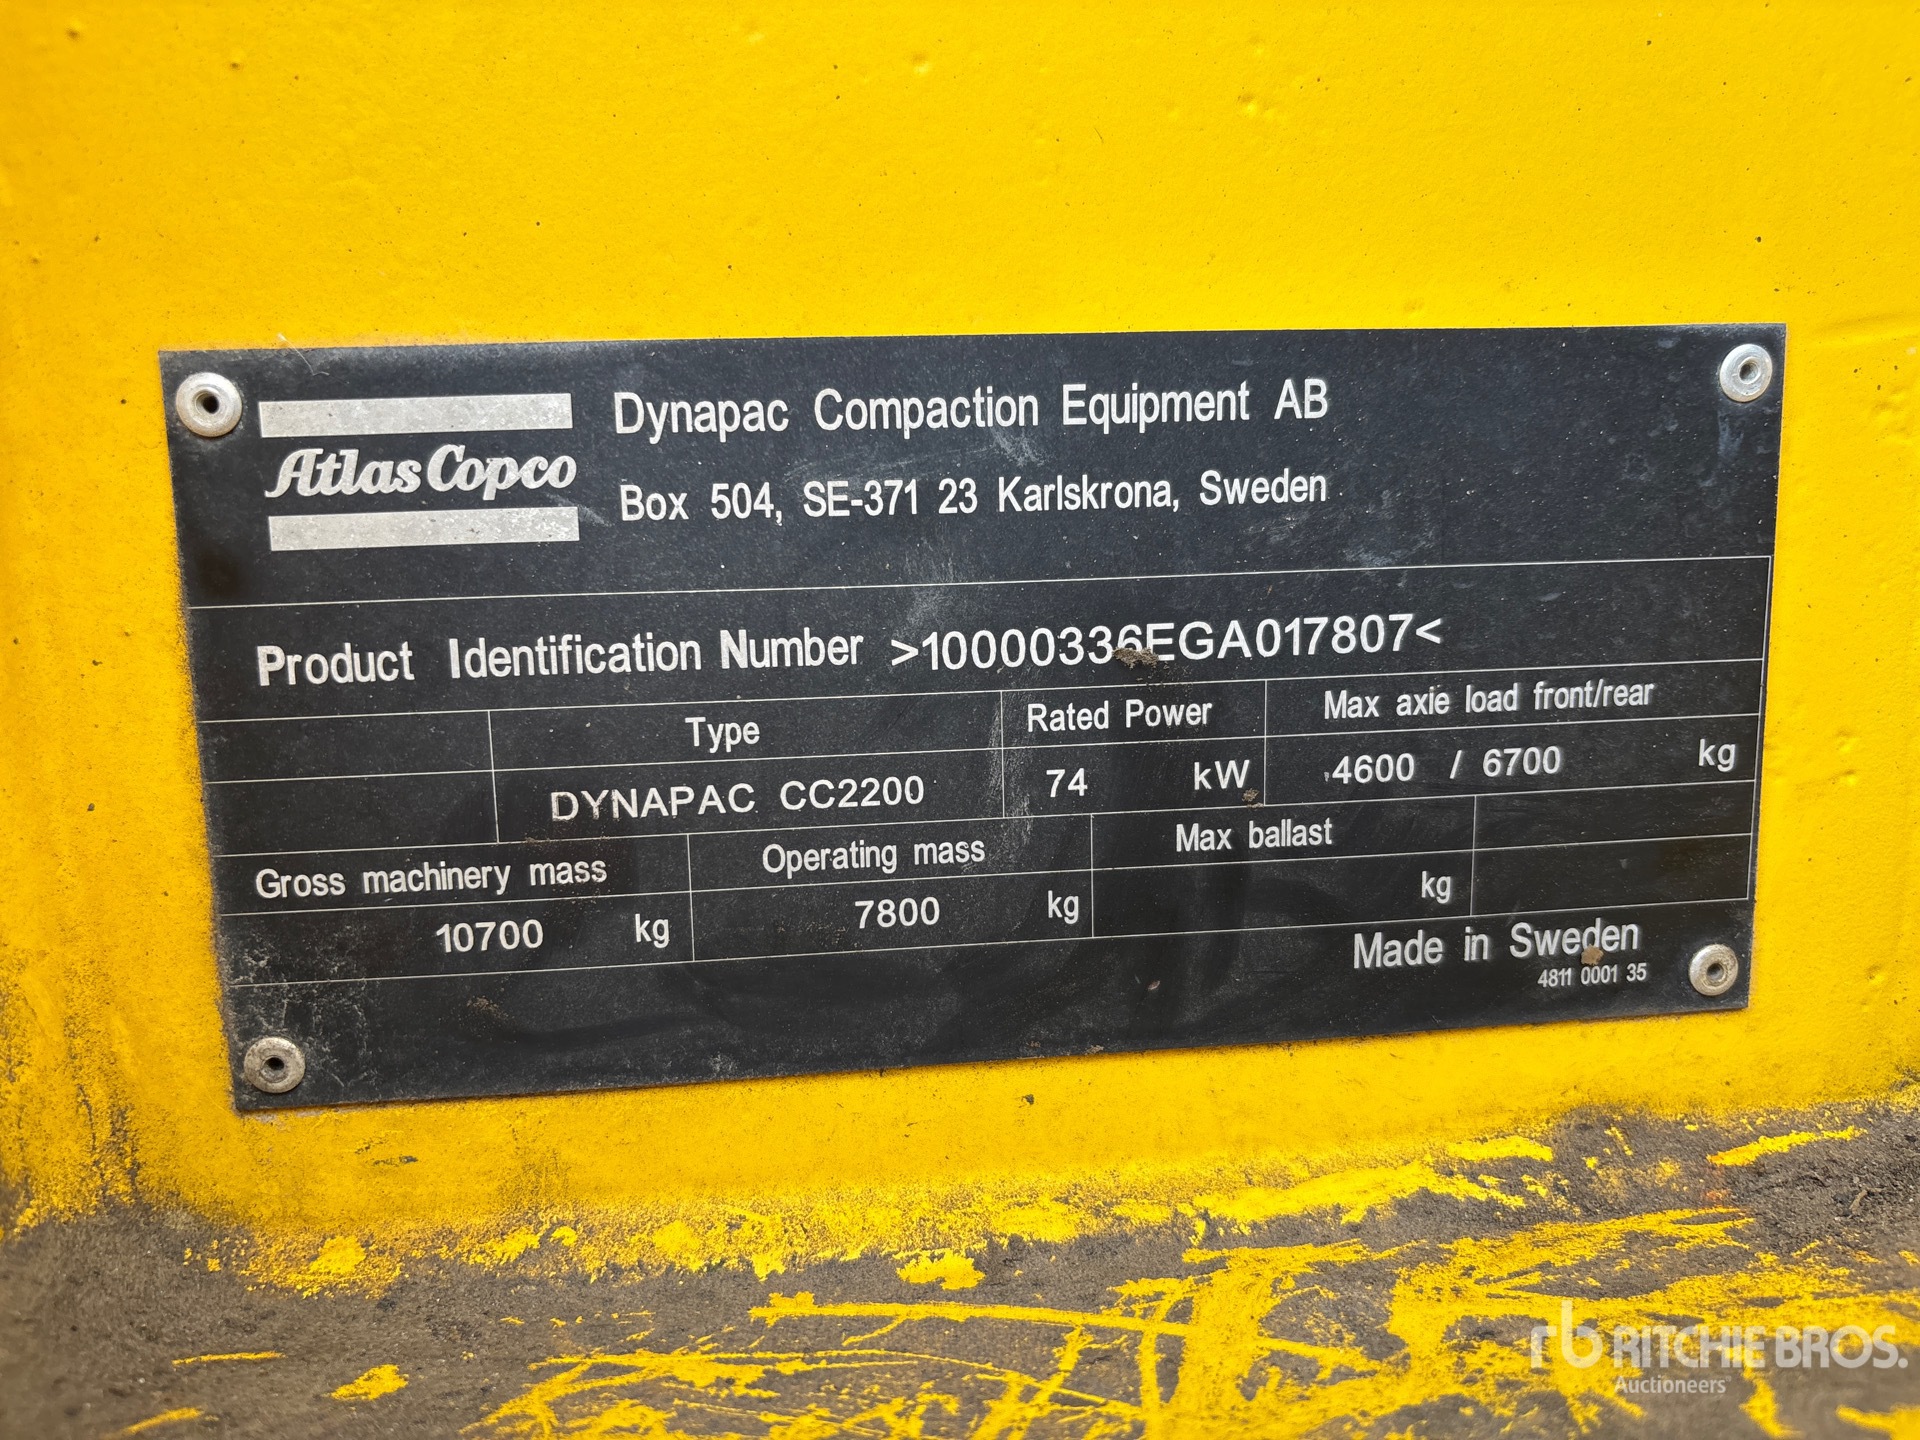 Atlas Copco
Dynapac Compaction Equipment AB
Box 504, SE-371 23 Karlskrona, Sweden
Product Identification Number >10000336EGA017807<
Type Rated Power Max axie load front/rear
DYNAPAC CC2200 74 kW 4600 / 6700 kg
Gross machinery mass Operating mass Max ballast
10700 kg 7800 kg kg
Made in Sweden
4811 0001 35
rb RITCHIE BROS.
Auctioneers